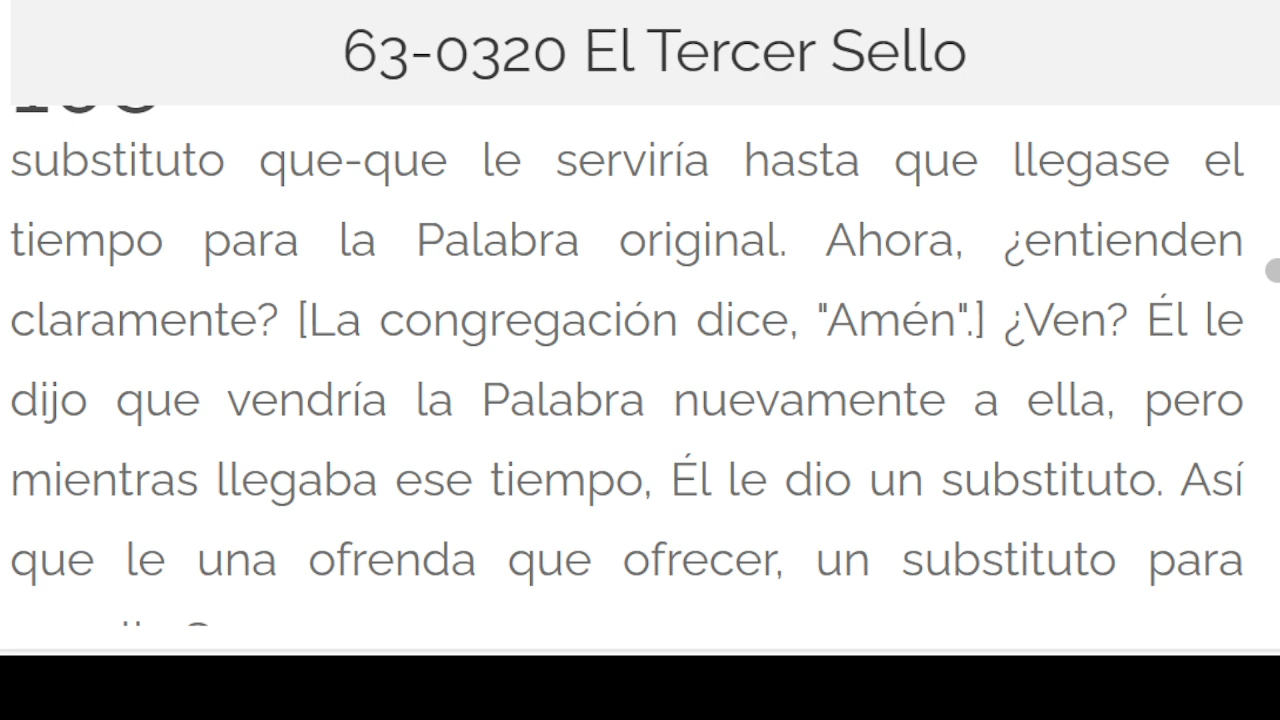 63-0320 El Tercer Sello
substituto que-que le serviría hasta que llegase el
tiempo para la Palabra original. Ahora, ¿entienden
claramente? [La congregación dice, "Amén".] ¿Ven? Él le
dijo que vendría la Palabra nuevamente a ella, pero
mientras llegaba ese tiempo, Él le dio un substituto. Así
que le una ofrenda que ofrecer, un substituto para